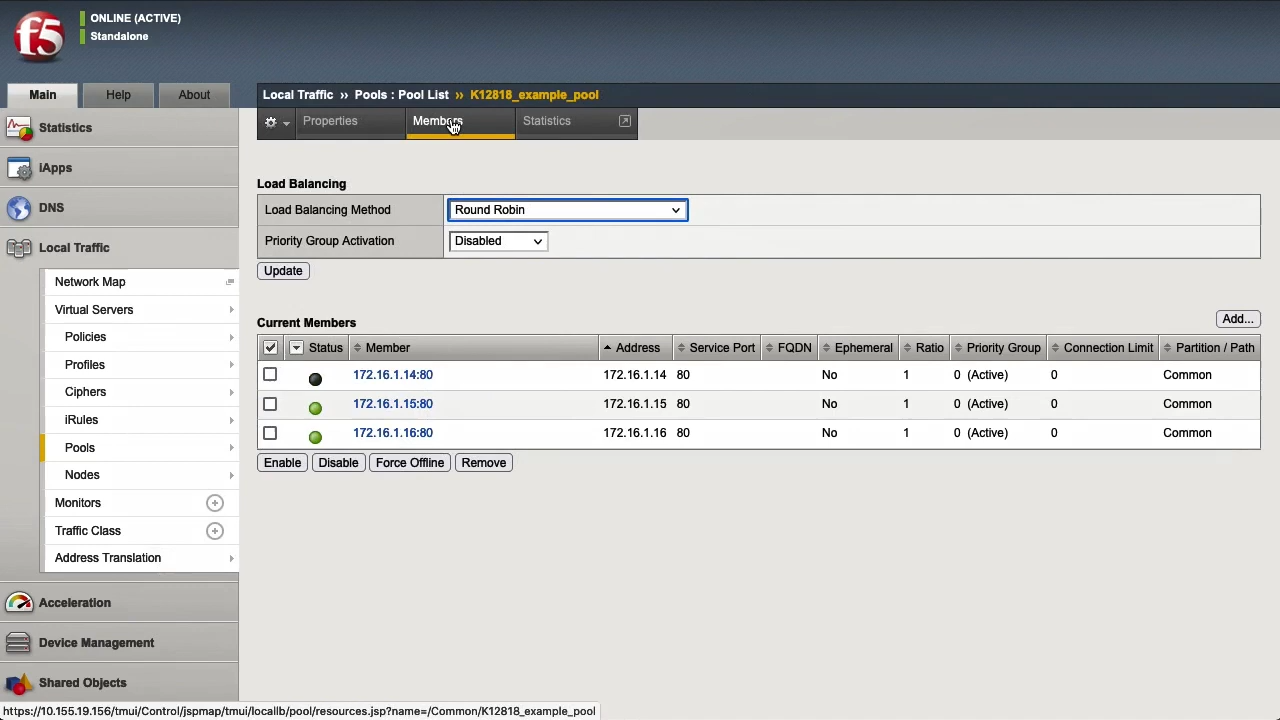 f5
ONLINE (ACTIVE)
Standalone
Main Help About
Local Traffic » Pools : Pool List » K12818_example_pool
Properties Members Statistics
Statistics
iApps
DNS
Local Traffic
Network Map
Virtual Servers
Policies
Profiles
Ciphers
iRules
Pools
Nodes
Monitors
Traffic Class
Address Translation
Acceleration
Device Management
Shared Objects
Load Balancing
Load Balancing Method Round Robin
Priority Group Activation Disabled
Update
Current Members Add...
Status Member Address Service Port FQDN Ephemeral Ratio Priority Group Connection Limit Partition / Path
172.16.1.14:80 172.16.1.14 80 No 1 0 (Active) 0 Common
172.16.1.15:80 172.16.1.15 80 No 1 0 (Active) 0 Common
172.16.1.16:80 172.16.1.16 80 No 1 0 (Active) 0 Common
Enable Disable Force Offline Remove
https://10.155.19.156/tmui/Control/jspmap/tmui/locallb/pool/resources.jsp?name=/Common/K12818_example_pool